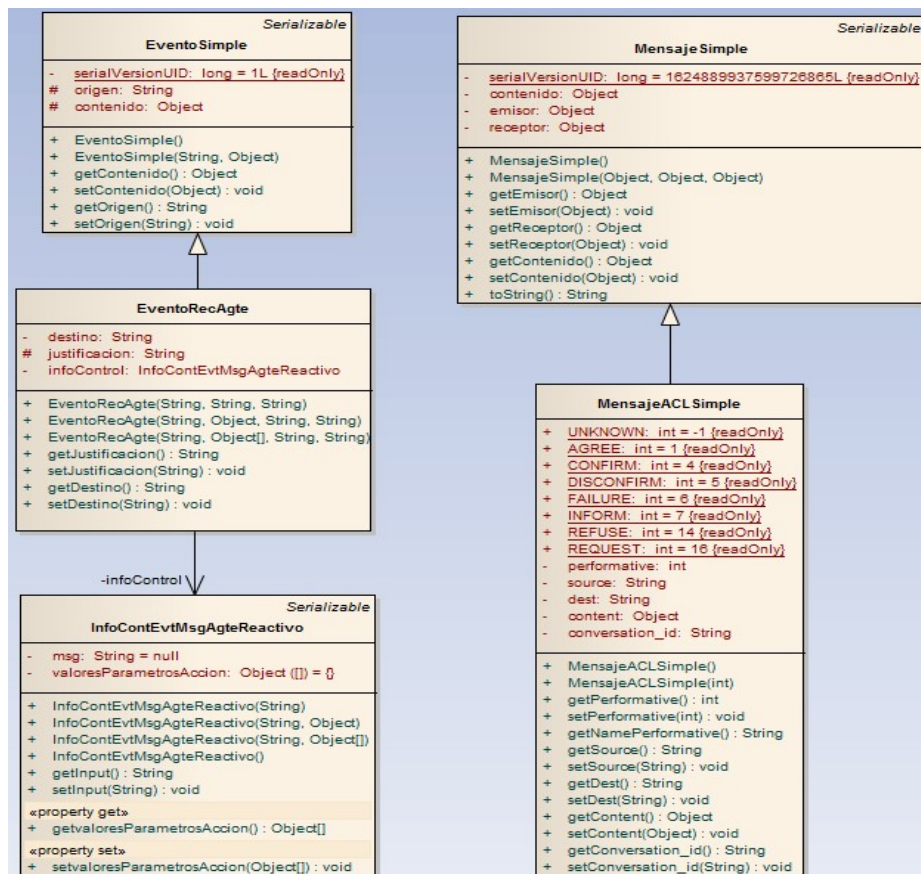 Serializable
EventoSimple
- serialVersionUID: long = 1L {readOnly}
# origen: String
# contenido: Object
+ EventoSimple()
+ EventoSimple(String, Object)
+ getContenido() : Object
+ setContenido(Object) : void
+ getOrigen() : String
+ setOrigen(String) : void
EventoRecAgte
- destino: String
# justificacion: String
- infoControl: InfoContEvtMsgAgteReactivo
+ EventoRecAgte(String, String, String)
+ EventoRecAgte(String, Object, String, String)
+ EventoRecAgte(String, Object[], String, String)
+ getJustificacion() : String
+ setJustificacion(String) : void
+ getDestino() : String
+ setDestino(String) : void
-infoControl
Serializable
InfoContEvtMsgAgteReactivo
- msg: String = null
- valoresParametrosAccion: Object ([]) = {}
+ InfoContEvtMsgAgteReactivo(String)
+ InfoContEvtMsgAgteReactivo(String, Object)
+ InfoContEvtMsgAgteReactivo(String, Object[])
+ InfoContEvtMsgAgteReactivo()
+ getInput() : String
+ setInput(String) : void
«property get»
+ getvaloresParametrosAccion() : Object[]
«property set»
+ setvaloresParametrosAccion(Object[]) : void
Serializable
MensajeSimple
- serialVersionUID: long = 1624889937599726865L {readOnly}
- contenido: Object
- emisor: Object
- receptor: Object
+ MensajeSimple()
+ MensajeSimple(Object, Object, Object)
+ getEmisor() : Object
+ setEmisor(Object) : void
+ getReceptor() : Object
+ setReceptor(Object) : void
+ getContenido() : Object
+ setContenido(Object) : void
+ toString() : String
MensajeACLSimple
+ UNKNOWN: int = -1 {readOnly}
+ AGREE: int = 1 {readOnly}
+ CONFIRM: int = 4 {readOnly}
+ DISCONFIRM: int = 5 {readOnly}
+ FAILURE: int = 6 {readOnly}
+ INFORM: int = 7 {readOnly}
+ REFUSE: int = 14 {readOnly}
+ REQUEST: int = 16 {readOnly}
- performative: int
- source: String
- dest: String
- content: Object
- conversation_id: String
+ MensajeACLSimple()
+ MensajeACLSimple(int)
+ getPerformative() : int
+ setPerformative(int) : void
+ getNamePerformative() : String
+ getSource() : String
+ setSource(String) : void
+ getDest() : String
+ setDest(String) : void
+ getContent() : Object
+ setContent(Object) : void
+ getConversation_id() : String
+ setConversation_id(String) : void